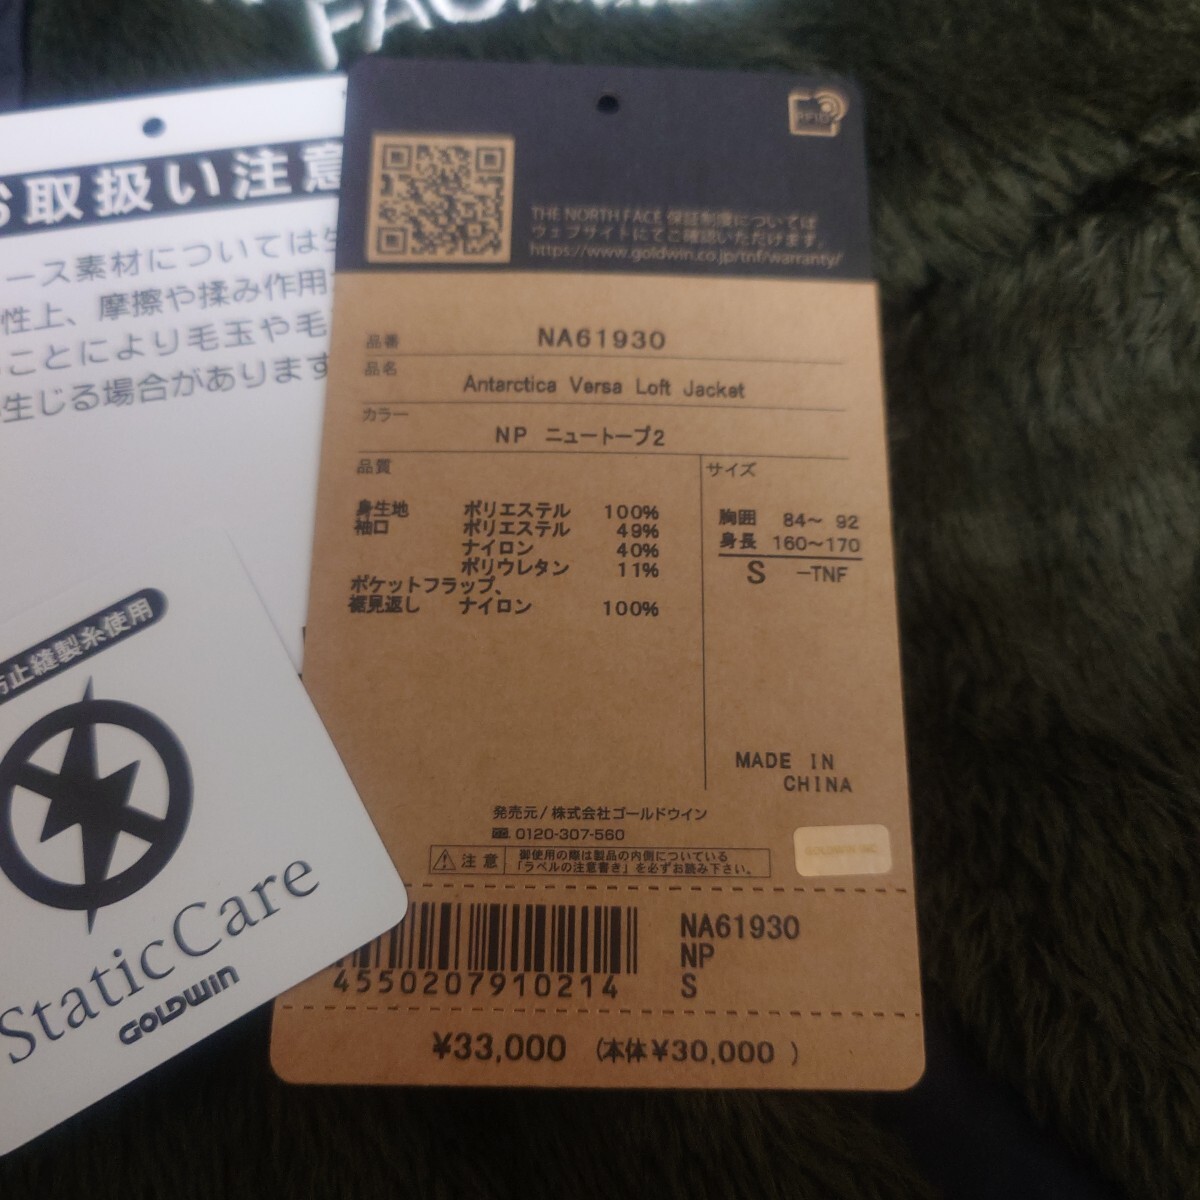 FAC
お取扱い注意
ース素材については生
性上、摩擦や揉み作用
ことにより毛玉や毛
生じる場合があります
防止縫製糸使用
StaticCare
GOLDWIN
RFID
THE NORTH FACE 保証制度については
ウェブサイトにてご確認いただけます。
https://www.goldwin.co.jp/tnf/warranty/
品番 NA61930
品名 Antarctica Versa Loft Jacket
カラー NP ニュートープ2
品質
身生地 ポリエステル 100%
袖口 ポリエステル 49%
ナイロン 40%
ポリウレタン 11%
ポケットフラップ、
裾見返し ナイロン 100%
サイズ
胸囲 84~ 92
身長 160~170
S -TNF
MADE IN
CHINA
発売元/株式会社ゴールドウイン
0120-307-560
注意
御使用の際は製品の内側についている
「ラベルの注意書き」を必ずお読み下さい。
GOLDWIN INC.
4550207910214
NA61930
NP
S
¥33,000 (本体¥30,000 )